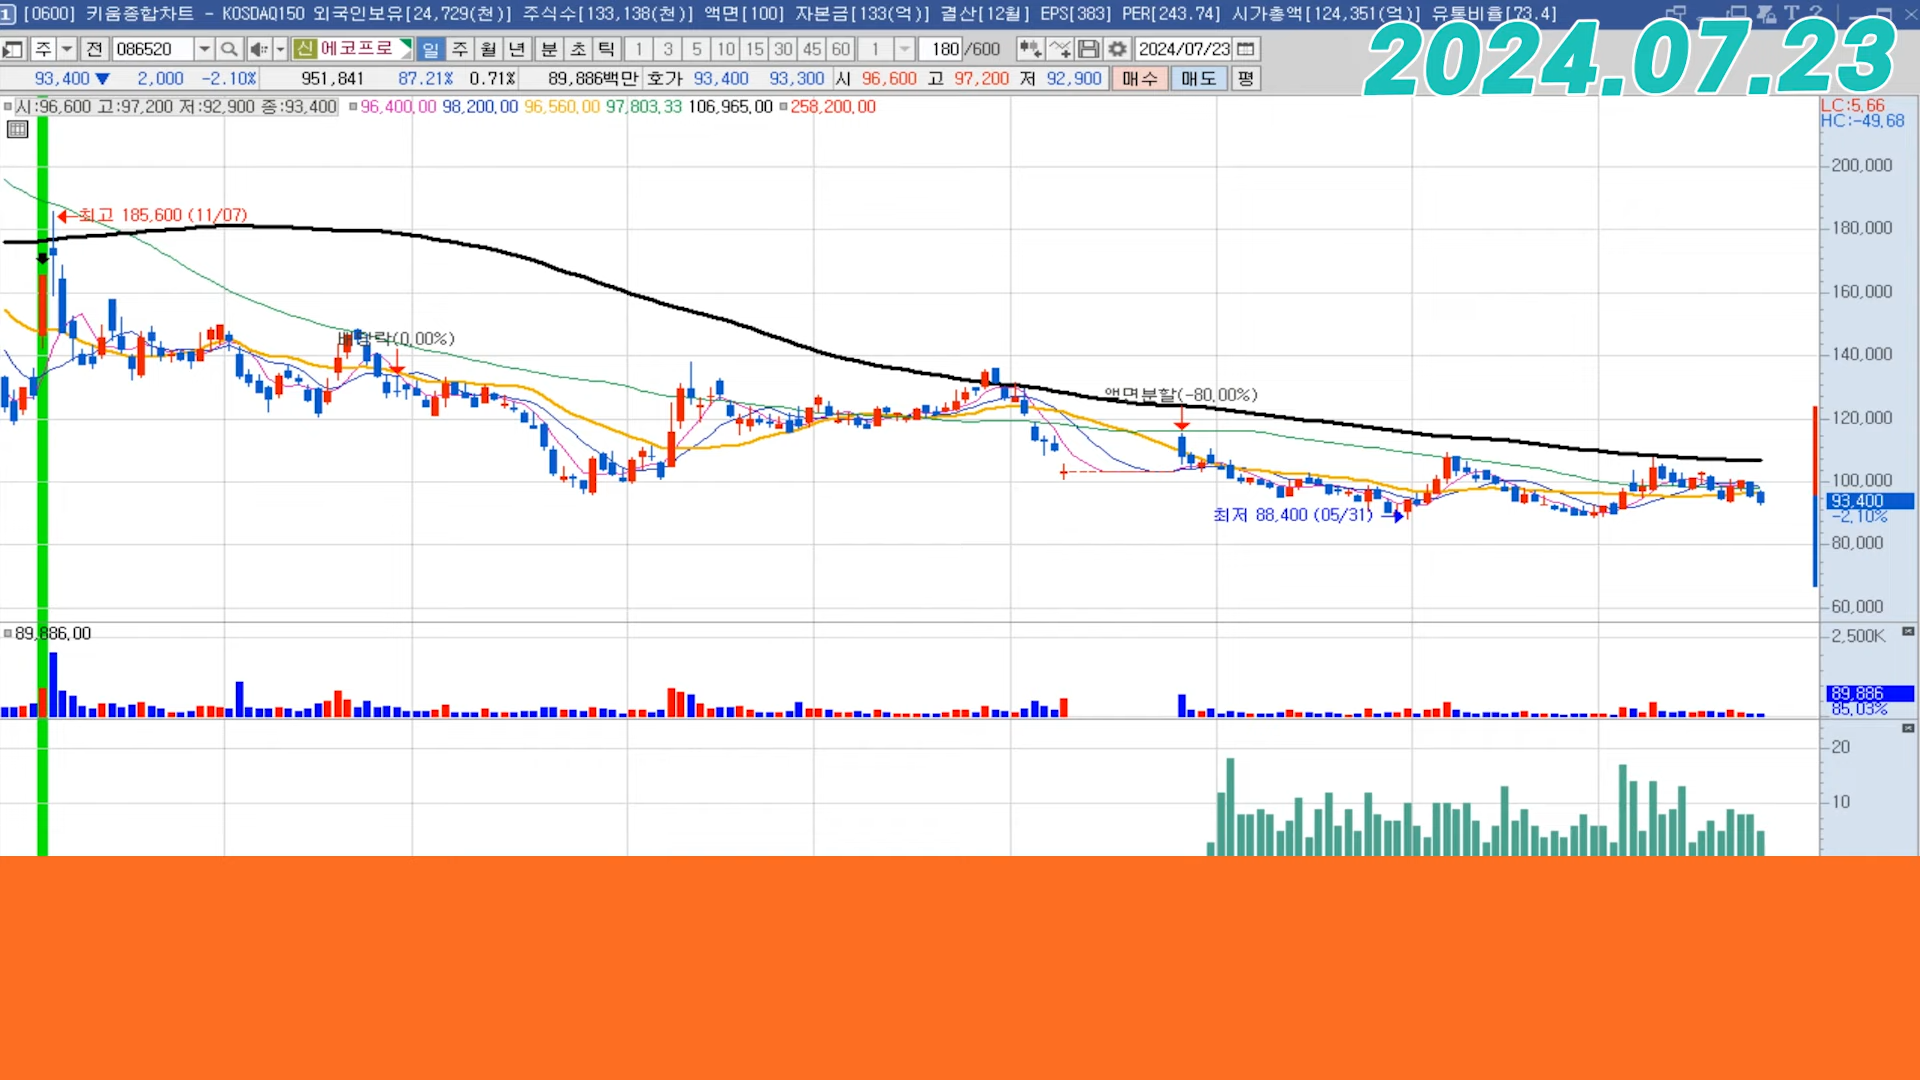 1 [0600] 키움종합차트 - KOSDAQ150 외국인보유[24,729(천)] 주식수[133,138(천)] 액면[100] 자본금[133(억)] 결산[12월] EPS[383] PER[243.74] 시가총액[124,351(억)] 유통비율[73.4]
2024.07.23
주 전 086520 신 에코프로 일 주 월 년 분 초 틱 1 3 5 10 15 30 45 60 1 180 /600 2024/07/23
93,400 ▼ 2,000 -2.10% 951,841 87.21% 0.71% 89,886백만 호가 93,400 93,300 시 96,600 고 97,200 저 92,900 매수 매도 평
시:96,600 고:97,200 저:92,900 종:93,400 96,400.00 98,200.00 96,560.00 97,803.33 106,965.00 258,200.00
LC:5.66
HC:-49.68
200,000
최고 185,600 (11/07)
180,000
160,000
배당락(0.00%)
140,000
액면분할(-80.00%)
120,000
100,000
93,400
-2.10%
최저 88,400 (05/31)
80,000
60,000
89,886.00
2,500K
89,886
85.03%
20
10